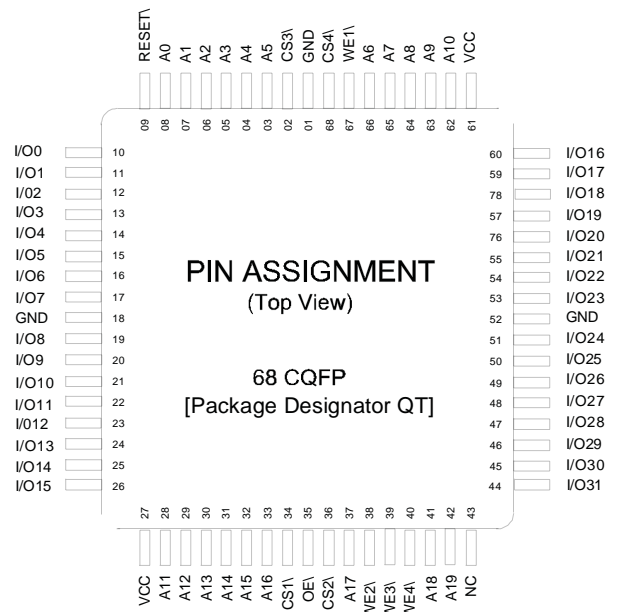 RESET\ A0 A1 A2 A3 A4 A5 CS3\ GND CS4\ WE1\ A6 A7 A8 A9 A10 VCC
09 08 07 06 05 04 03 02 01 68 67 66 65 64 63 62 61
I/O0 10 60 I/O16
I/O1 11 59 I/O17
I/02 12 78 I/O18
I/O3 13 57 I/O19
I/O4 14 76 I/O20
I/O5 15 55 I/O21
I/O6 16 54 I/O22
I/O7 17 53 I/O23
GND 18 52 GND
I/O8 19 51 I/O24
I/O9 20 50 I/O25
I/O10 21 49 I/O26
I/O11 22 48 I/O27
I/012 23 47 I/O28
I/O13 24 46 I/O29
I/O14 25 45 I/O30
I/O15 26 44 I/O31
PIN ASSIGNMENT
(Top View)
68 CQFP
[Package Designator QT]
27 28 29 30 31 32 33 34 35 36 37 38 39 40 41 42 43
VCC A11 A12 A13 A14 A15 A16 CS1\ OE\ CS2\ A17 WE2\ WE3\ WE4\ A18 A19 NC